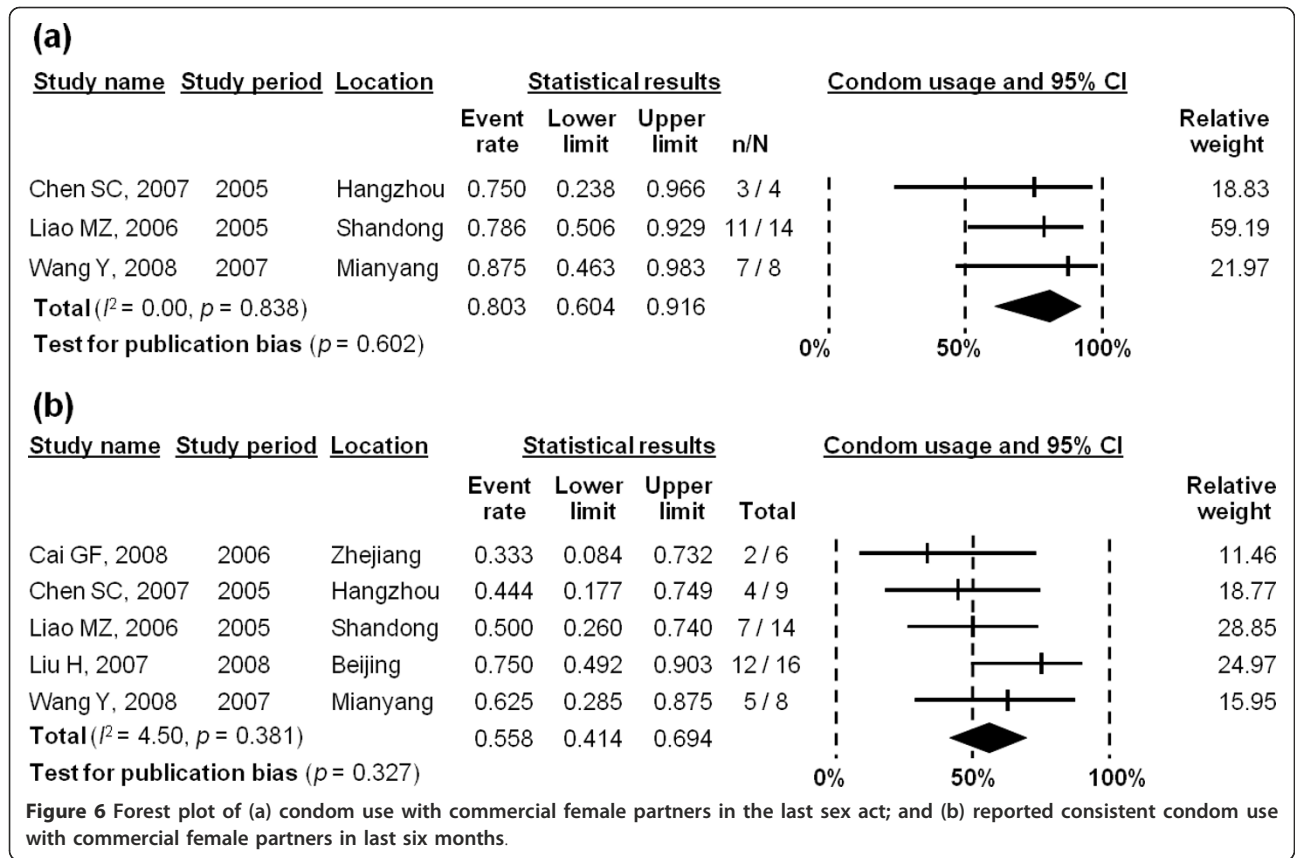 (a)
Study name Study period Location Statistical results Condom usage and 95% CI
Event Lower Upper Relative
rate limit limit n/N weight
Chen SC, 2007 2005 Hangzhou 0.750 0.238 0.966 3 / 4 18.83
Liao MZ, 2006 2005 Shandong 0.786 0.506 0.929 11 / 14 59.19
Wang Y, 2008 2007 Mianyang 0.875 0.463 0.983 7 / 8 21.97
Total (I² = 0.00, p = 0.838) 0.803 0.604 0.916
Test for publication bias (p = 0.602)
0% 50% 100%
(b)
Study name Study period Location Statistical results Condom usage and 95% CI
Event Lower Upper Relative
rate limit limit Total weight
Cai GF, 2008 2006 Zhejiang 0.333 0.084 0.732 2 / 6 11.46
Chen SC, 2007 2005 Hangzhou 0.444 0.177 0.749 4 / 9 18.77
Liao MZ, 2006 2005 Shandong 0.500 0.260 0.740 7 / 14 28.85
Liu H, 2007 2008 Beijing 0.750 0.492 0.903 12 / 16 24.97
Wang Y, 2008 2007 Mianyang 0.625 0.285 0.875 5 / 8 15.95
Total (I² = 4.50, p = 0.381) 0.558 0.414 0.694
Test for publication bias (p = 0.327)
0% 50% 100%
Figure 6 Forest plot of (a) condom use with commercial female partners in the last sex act; and (b) reported consistent condom use
with commercial female partners in last six months.